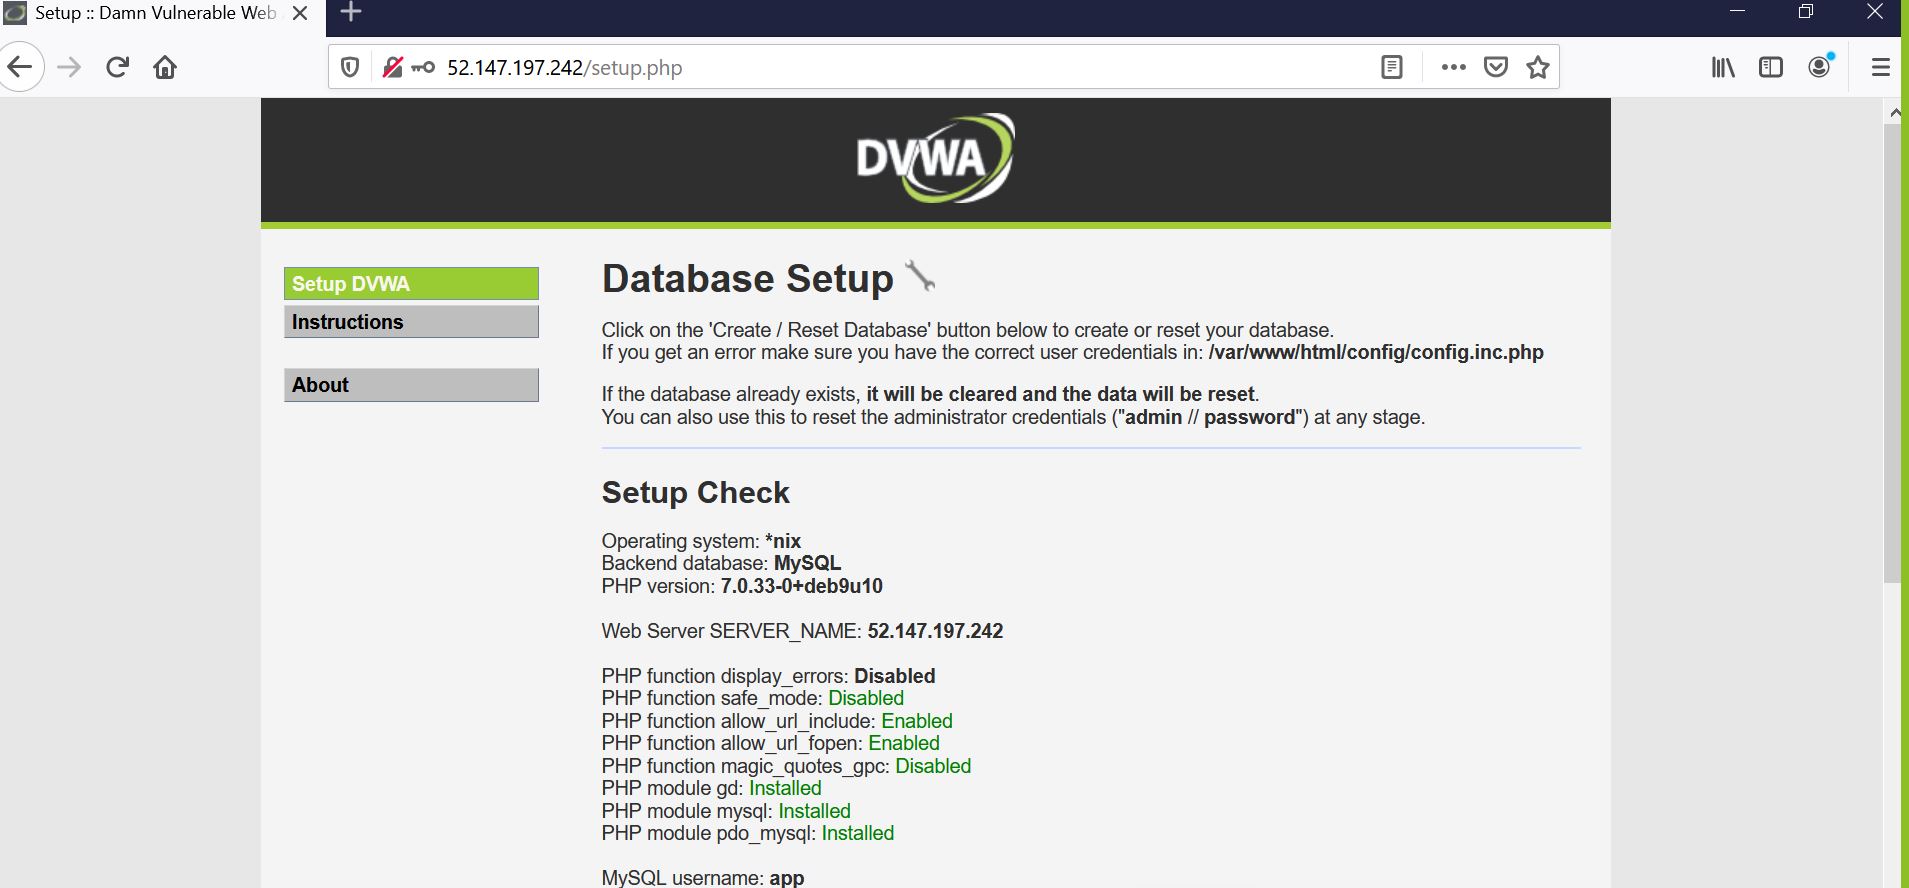 Setup :: Damn Vulnerable Web
52.147.197.242/setup.php
DVWA
Setup DVWA
Instructions
About
Database Setup
Click on the 'Create / Reset Database' button below to create or reset your database.
If you get an error make sure you have the correct user credentials in: /var/www/html/config/config.inc.php
If the database already exists, it will be cleared and the data will be reset.
You can also use this to reset the administrator credentials ("admin // password") at any stage.
Setup Check
Operating system: *nix
Backend database: MySQL
PHP version: 7.0.33-0+deb9u10
Web Server SERVER_NAME: 52.147.197.242
PHP function display_errors: Disabled
PHP function safe_mode: Disabled
PHP function allow_url_include: Enabled
PHP function allow_url_fopen: Enabled
PHP function magic_quotes_gpc: Disabled
PHP module gd: Installed
PHP module mysql: Installed
PHP module pdo_mysql: Installed
MySQL username: app